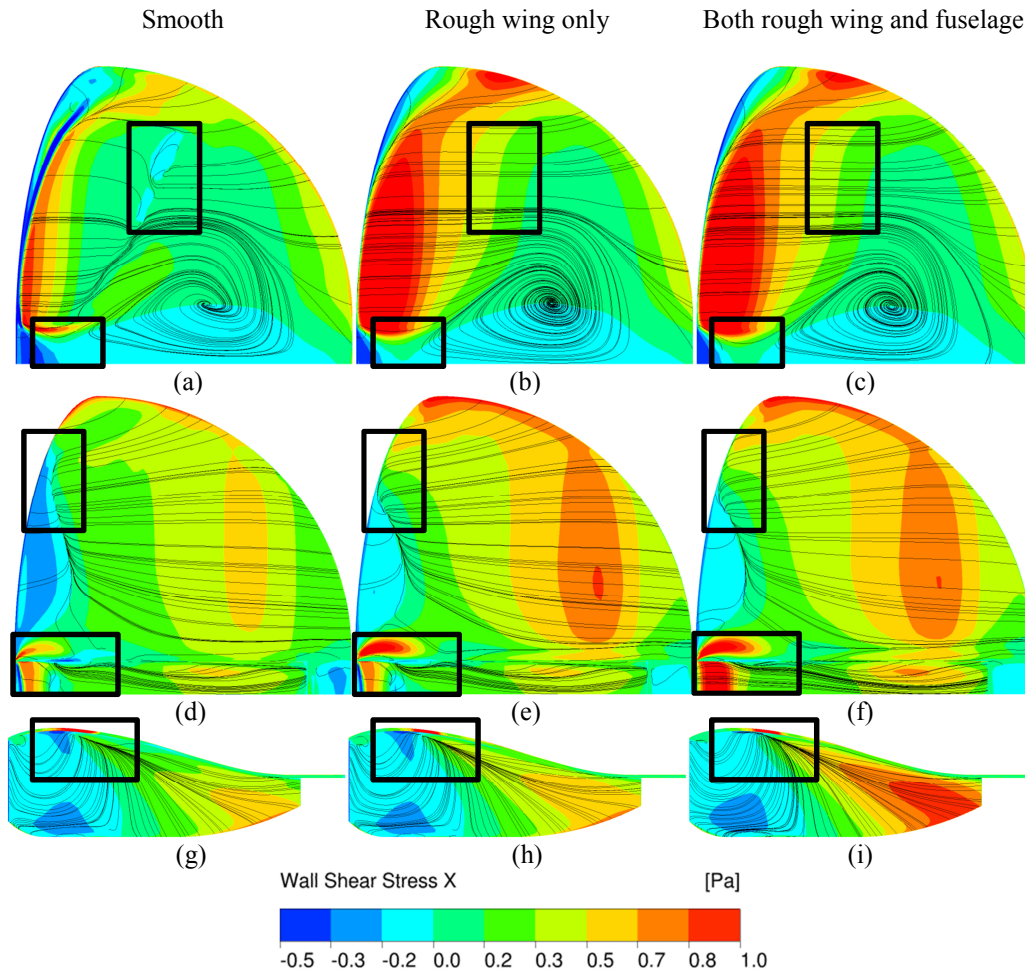 Smooth Rough wing only Both rough wing and fuselage
(a) (b) (c)
(d) (e) (f)
(g) (h) (i)
Wall Shear Stress X [Pa]
-0.5 -0.3 -0.2 0.0 0.2 0.3 0.5 0.7 0.8 1.0